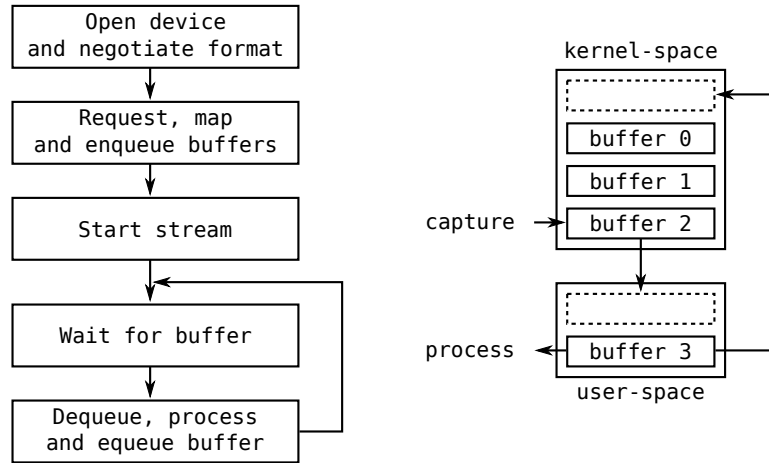 Open device
and negotiate format
Request, map
and enqueue buffers
Start stream
Wait for buffer
Dequeue, process
and equeue buffer
kernel-space
buffer 0
buffer 1
capture
buffer 2
process
buffer 3
user-space